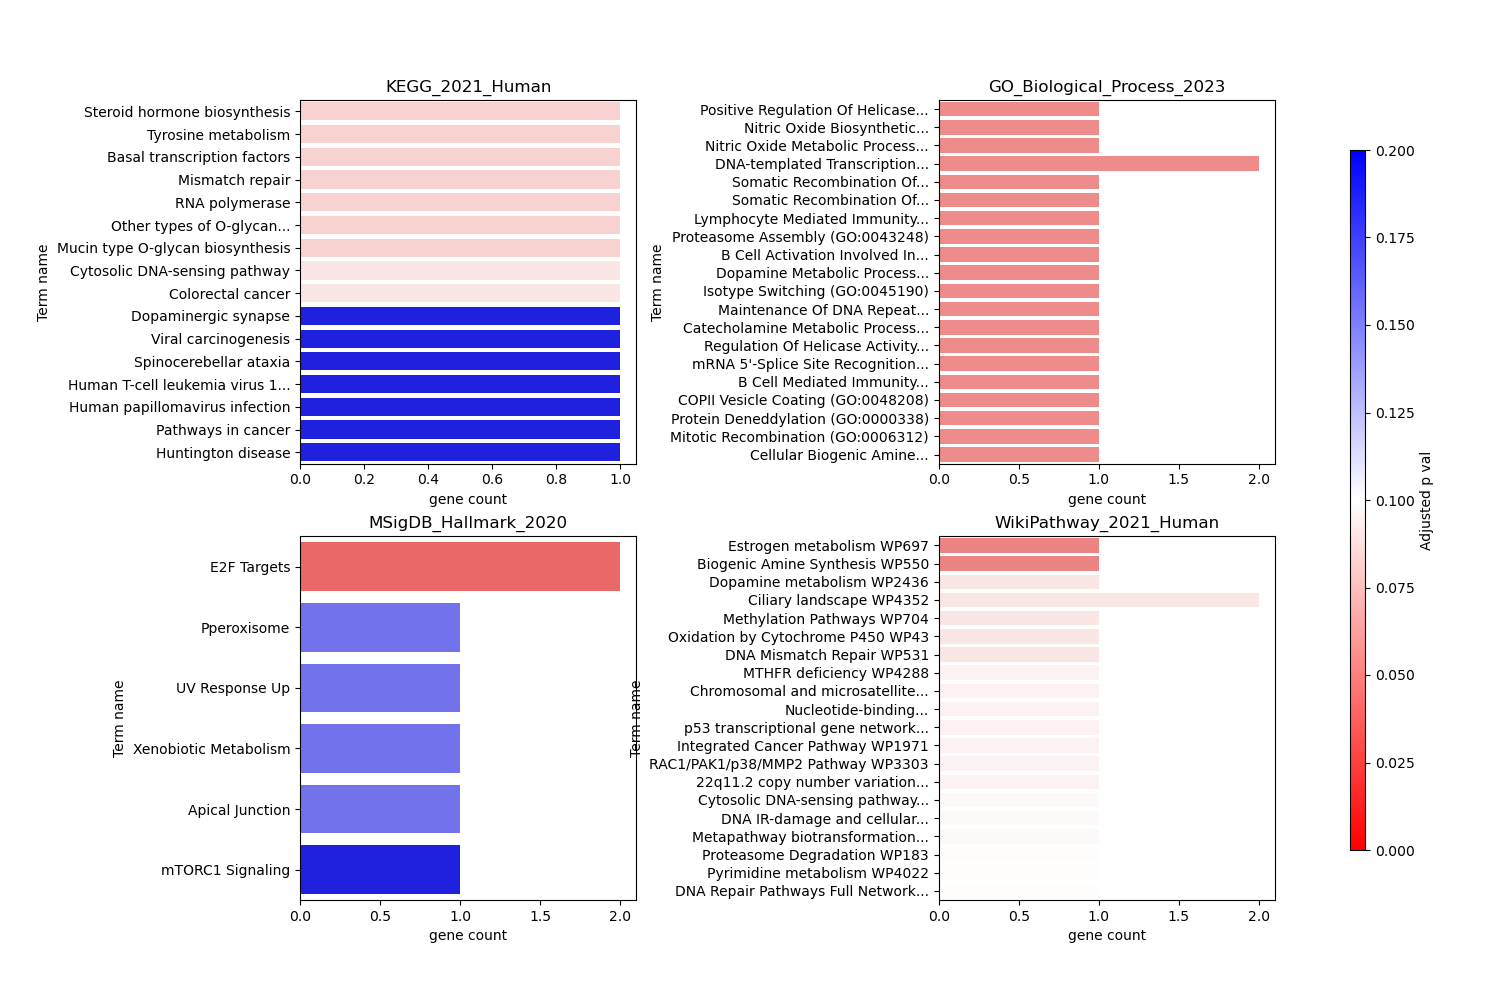 KEGG_2021_Human
Term name
Steroid hormone biosynthesis
Tyrosine metabolism
Basal transcription factors
Mismatch repair
RNA polymerase
Other types of O-glycan...
Mucin type O-glycan biosynthesis
Cytosolic DNA-sensing pathway
Colorectal cancer
Dopaminergic synapse
Viral carcinogenesis
Spinocerebellar ataxia
Human T-cell leukemia virus 1...
Human papillomavirus infection
Pathways in cancer
Huntington disease
0.0 0.2 0.4 0.6 0.8 1.0
gene count
GO_Biological_Process_2023
Term name
Positive Regulation Of Helicase...
Nitric Oxide Biosynthetic...
Nitric Oxide Metabolic Process...
DNA-templated Transcription...
Somatic Recombination Of...
Somatic Recombination Of...
Lymphocyte Mediated Immunity...
Proteasome Assembly (GO:0043248)
B Cell Activation Involved In...
Dopamine Metabolic Process...
Isotype Switching (GO:0045190)
Maintenance Of DNA Repeat...
Catecholamine Metabolic Process...
Regulation Of Helicase Activity...
mRNA 5'-Splice Site Recognition...
B Cell Mediated Immunity...
COPII Vesicle Coating (GO:0048208)
Protein Deneddylation (GO:0000338)
Mitotic Recombination (GO:0006312)
Cellular Biogenic Amine...
0.0 0.5 1.0 1.5 2.0
gene count
MSigDB_Hallmark_2020
Term name
E2F Targets
Pperoxisome
UV Response Up
Xenobiotic Metabolism
Apical Junction
mTORC1 Signaling
0.0 0.5 1.0 1.5 2.0
gene count
WikiPathway_2021_Human
Term name
Estrogen metabolism WP697
Biogenic Amine Synthesis WP550
Dopamine metabolism WP2436
Ciliary landscape WP4352
Methylation Pathways WP704
Oxidation by Cytochrome P450 WP43
DNA Mismatch Repair WP531
MTHFR deficiency WP4288
Chromosomal and microsatellite...
Nucleotide-binding...
p53 transcriptional gene network...
Integrated Cancer Pathway WP1971
RAC1/PAK1/p38/MMP2 Pathway WP3303
22q11.2 copy number variation...
Cytosolic DNA-sensing pathway...
DNA IR-damage and cellular...
Metapathway biotransformation...
Proteasome Degradation WP183
Pyrimidine metabolism WP4022
DNA Repair Pathways Full Network...
0.0 0.5 1.0 1.5 2.0
gene count
0.200
0.175
0.150
0.125
0.100
0.075
0.050
0.025
0.000
Adjusted p val